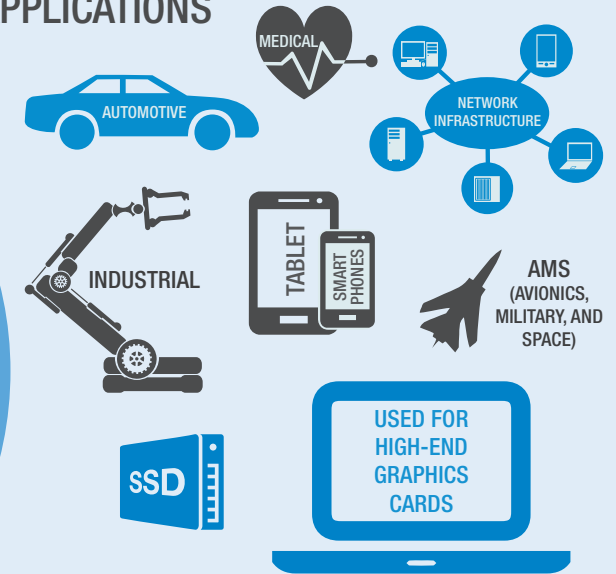 PPLICATIONS
MEDICAL
AUTOMOTIVE
NETWORK
INFRASTRUCTURE
INDUSTRIAL
TABLET
SMART
PHONES
AMS
(AVIONICS,
MILITARY, AND
SPACE)
SSD
USED FOR
HIGH-END
GRAPHICS
CARDS